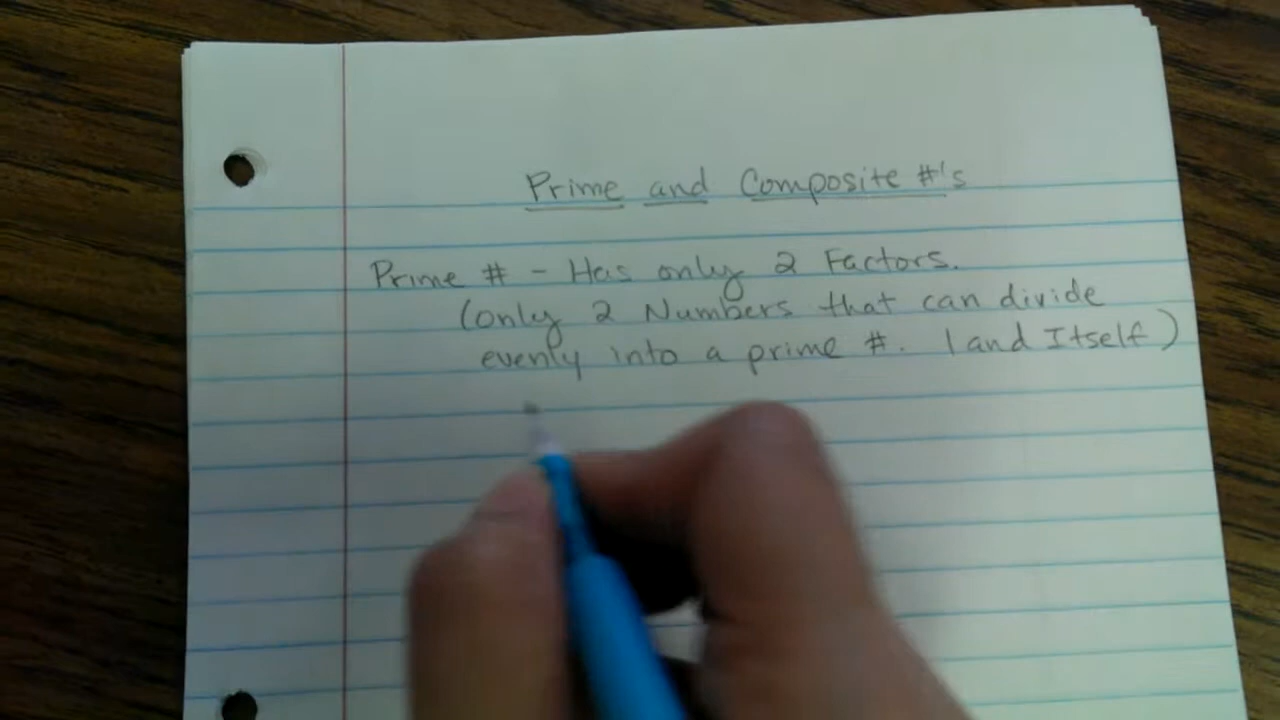 Prime and Composite #'s
Prime # - Has only 2 Factors.
(only 2 Numbers that can divide
evenly into a prime #. 1 and Itself)